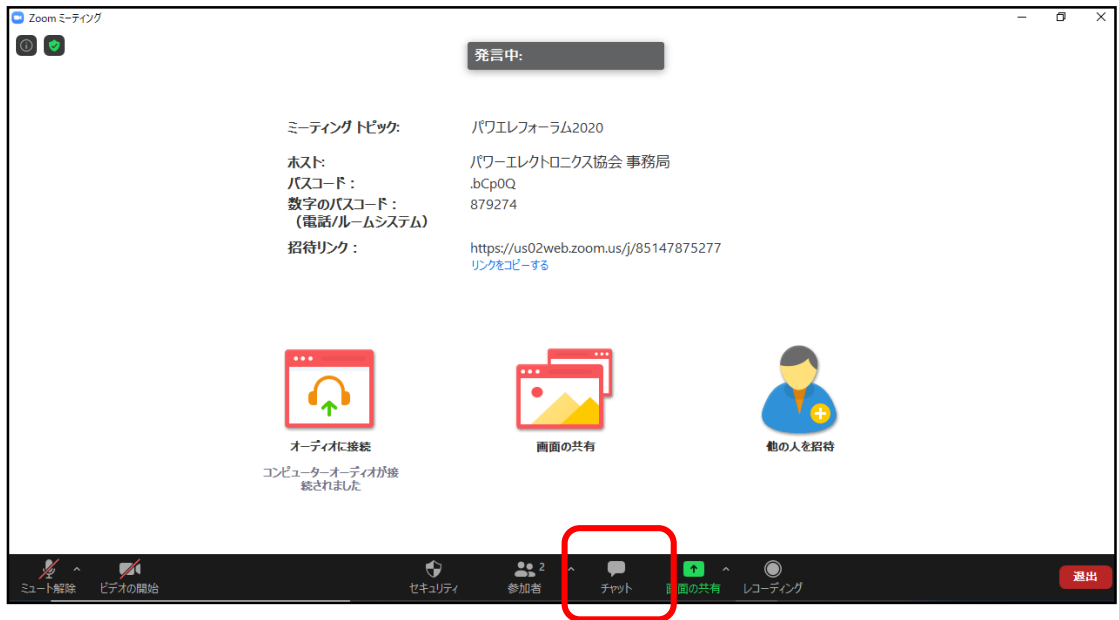 Zoom ミーティング
発言中:
ミーティング トピック: パワエレフォーラム2020
ホスト: パワーエレクトロニクス協会 事務局
パスコード： .bCp0Q
数字のパスコード： 879274
（電話/ルームシステム）
招待リンク： https://us02web.zoom.us/j/85147875277
リンクをコピーする
オーディオに接続
画面の共有
他の人を招待
コンピューターオーディオが接
続されました
ミュート解除
ビデオの開始
セキュリティ
参加者
2
チャット
画面の共有
レコーディング
退出